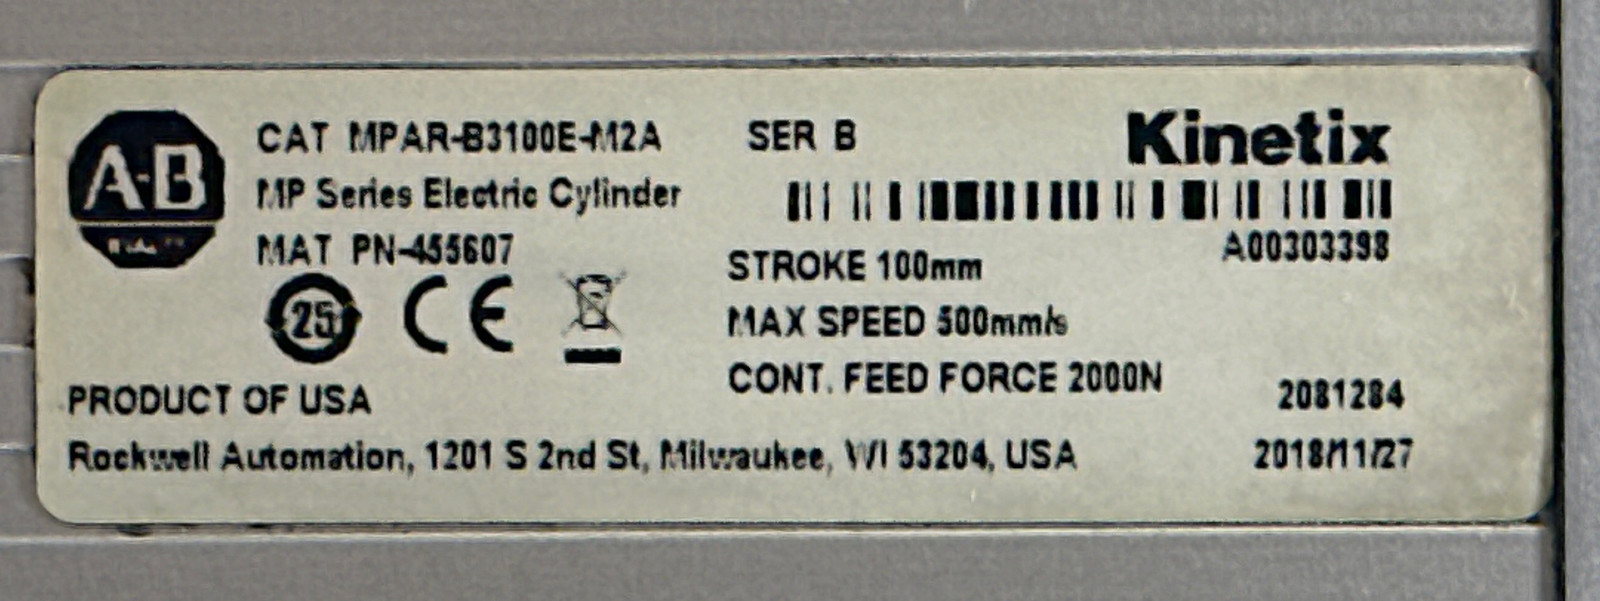 A-B
CAT MPAR-B3100E-M2A
SER B
Kinetix
MP Series Electric Cylinder
MAT PN-455607
A00303398
STROKE 100mm
25
CE
MAX SPEED 500mm/s
CONT. FEED FORCE 2000N
PRODUCT OF USA
2081284
Rockwell Automation, 1201 S 2nd St, Milwaukee, WI 53204, USA
2018/11/27